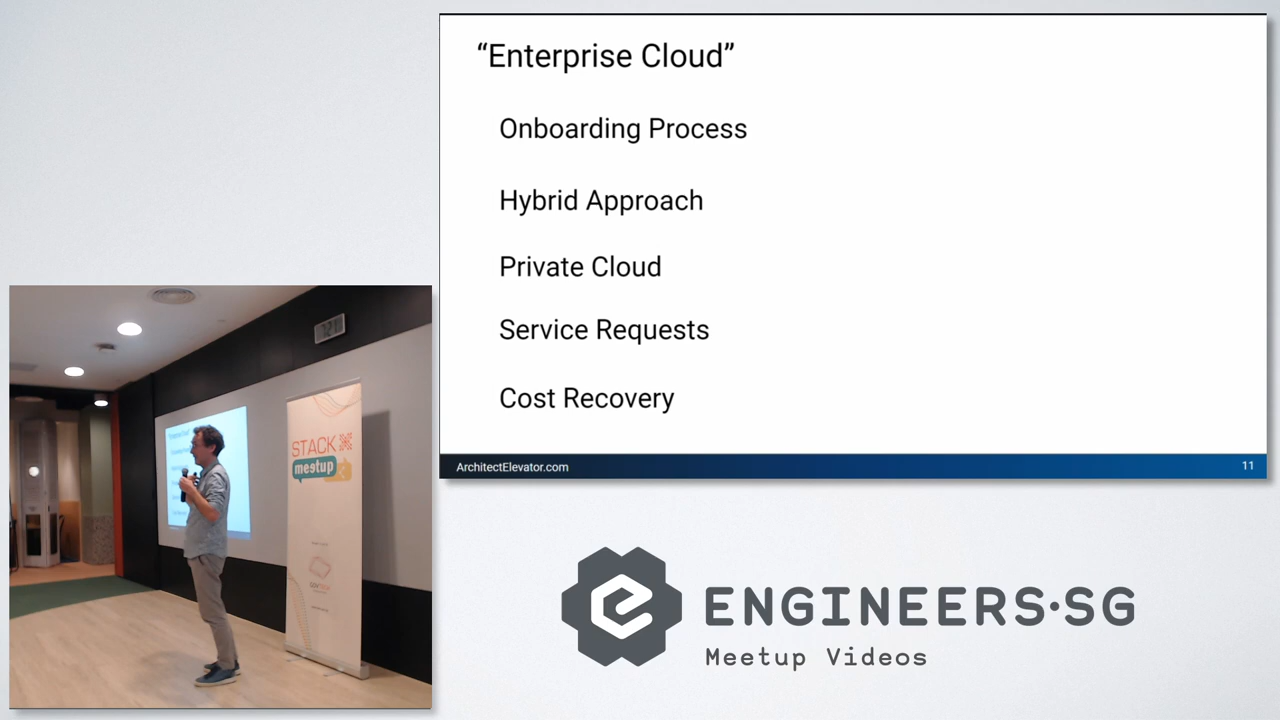 “Enterprise Cloud”
Onboarding Process
Hybrid Approach
Private Cloud
Service Requests
Cost Recovery
ArchitectElevator.com
11
STACK
meetup
ENGINEERS·SG
Meetup Videos